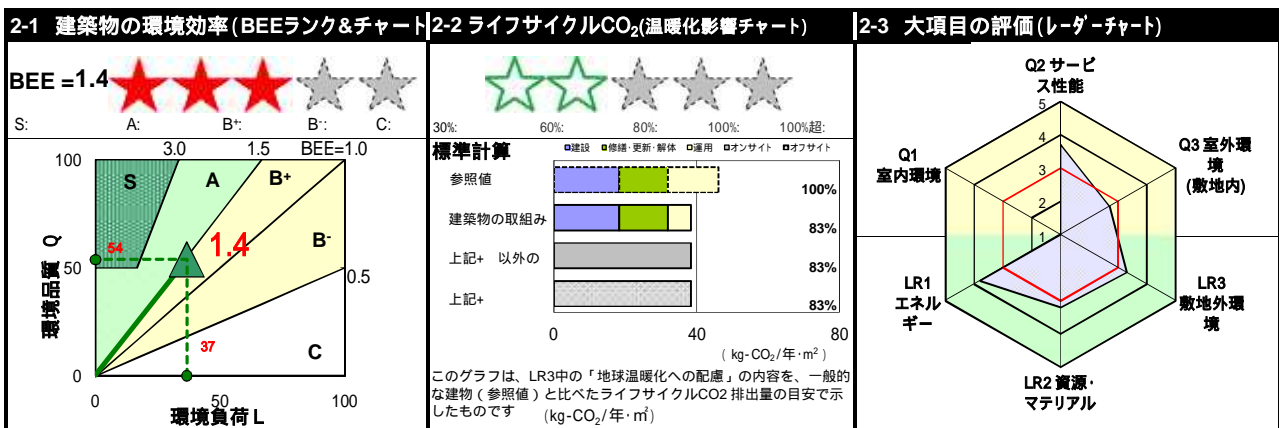 2-1 建築物の環境効率(BEEランク&チャート
BEE =1.4
S: A: B+: B-: C:
3.0 1.5 BEE=1.0
100
S A B+
B-
54
1.4
50
0.5
37
C
0
0 50 100
環境品質 Q
環境負荷 L
2-2 ライフサイクルCO2(温暖化影響チャート)
30%: 60%: 80%: 100%: 100%超:
標準計算
建設 修繕・更新・解体 運用 オンサイト オフサイト
参照値 100%
建築物の取組み 83%
上記+ 以外の 83%
上記+ 83%
0 40 80
( kg-CO2/年・m2 )
このグラフは、LR3中の「地球温暖化への配慮」の内容を、一般的
な建物(参照値)と比べたライフサイクルCO2 排出量の目安で示
したものです (kg-CO2/年・㎡)
2-3 大項目の評価(レーダーチャート)
Q2 サービ
ス性能
5
4
3
2
1
Q1
室内環境
Q3 室外環
境
(敷地内)
LR1
エネル
ギー
LR3
敷地外環
境
LR2 資源・
マテリアル